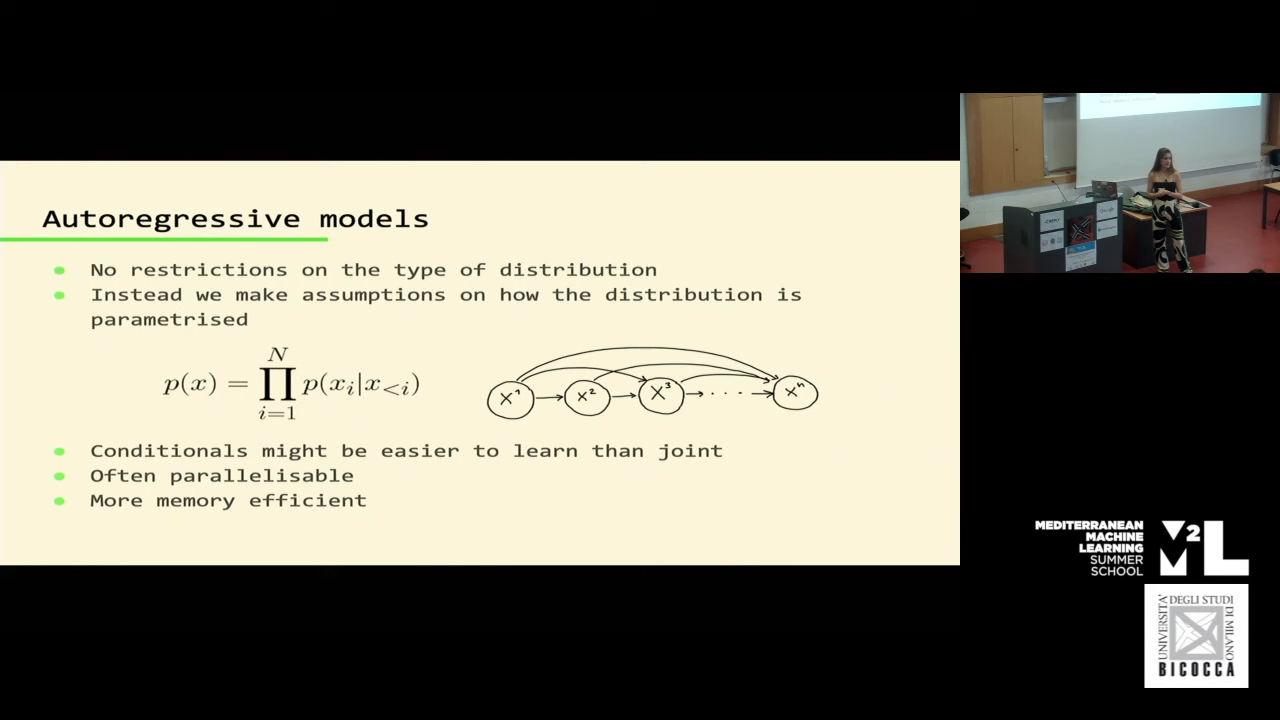 Autoregressive models
No restrictions on the type of distribution
Instead we make assumptions on how the distribution is
parametrised
p(x) = ∏_{i=1}^{N} p(x_i|x_{<i})
X¹ X² X³ ··· Xⁿ
Conditionals might be easier to learn than joint
Often parallelisable
More memory efficient
MEDITERRANEAN
MACHINE
LEARNING
SUMMER
SCHOOL
M2L
UNIVERSITA'
DEGLI STUDI
DI MILANO
BICOCCA